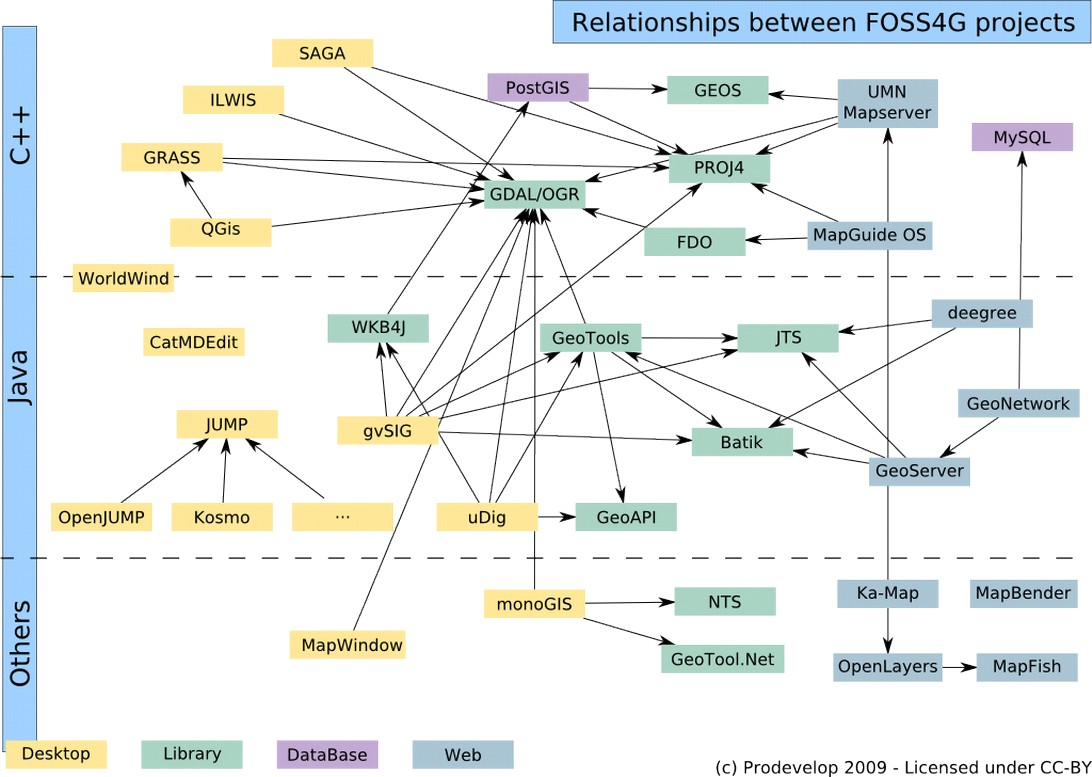 Relationships between FOSS4G projects
C++
SAGA
PostGIS
GEOS
UMN
Mapserver
ILWIS
MySQL
GRASS
PROJ4
GDAL/OGR
QGis
FDO
MapGuide OS
WorldWind
Java
CatMDEdit
WKB4J
GeoTools
JTS
deegree
JUMP
gvSIG
Batik
GeoNetwork
GeoServer
OpenJUMP
Kosmo
...
uDig
GeoAPI
Others
monoGIS
NTS
Ka-Map
MapBender
MapWindow
GeoTool.Net
OpenLayers
MapFish
Desktop
Library
DataBase
Web
(c) Prodevelop 2009 - Licensed under CC-BY